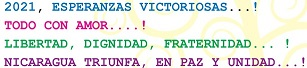 2021, ESPERANZAS VICTORIOSAS...!
TODO CON AMOR....!
LIBERTAD, DIGNIDAD, FRATERNIDAD... !
NICARAGUA TRIUNFA, EN PAZ Y UNIDAD...!